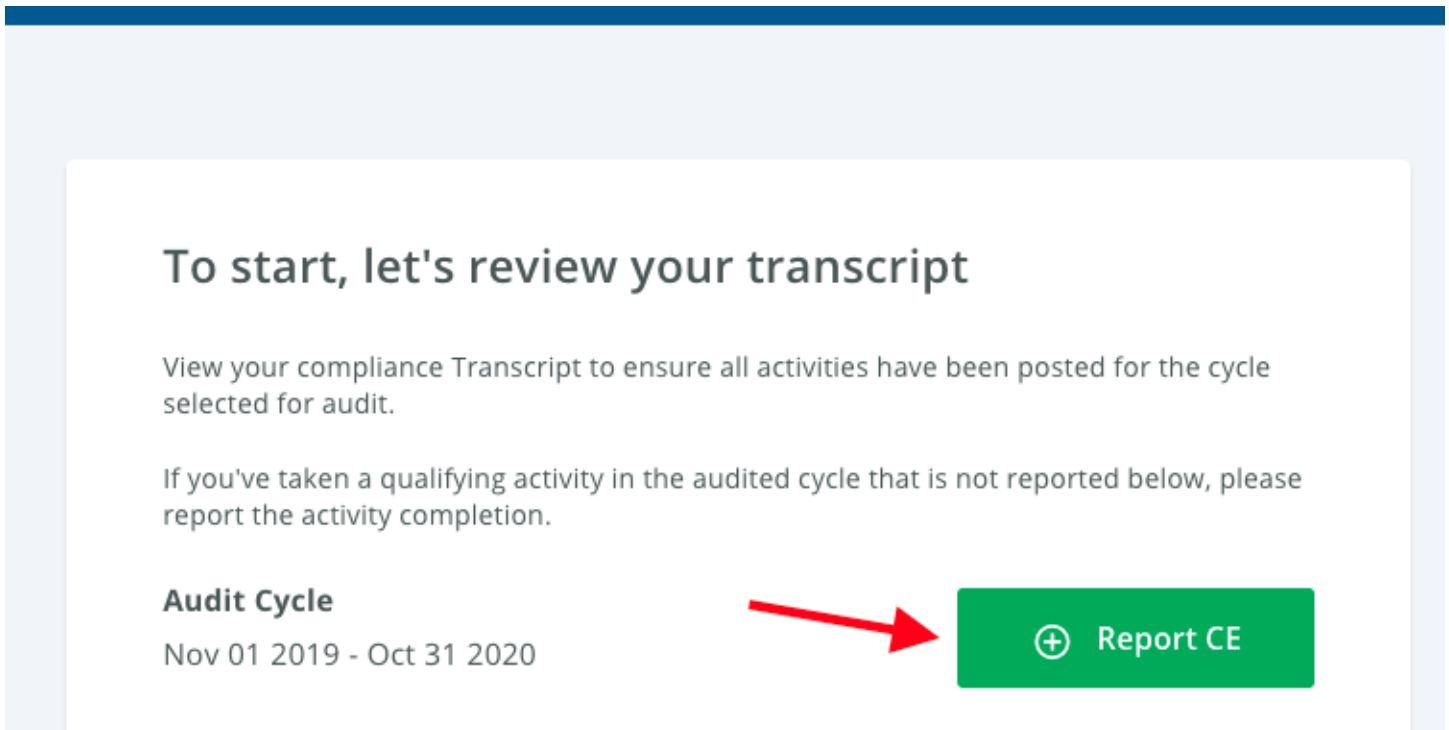 To start, let's review your transcript
View your compliance Transcript to ensure all activities have been posted for the cycle
selected for audit.
If you've taken a qualifying activity in the audited cycle that is not reported below, please
report the activity completion.
Audit Cycle
Nov 01 2019 - Oct 31 2020
Report CE